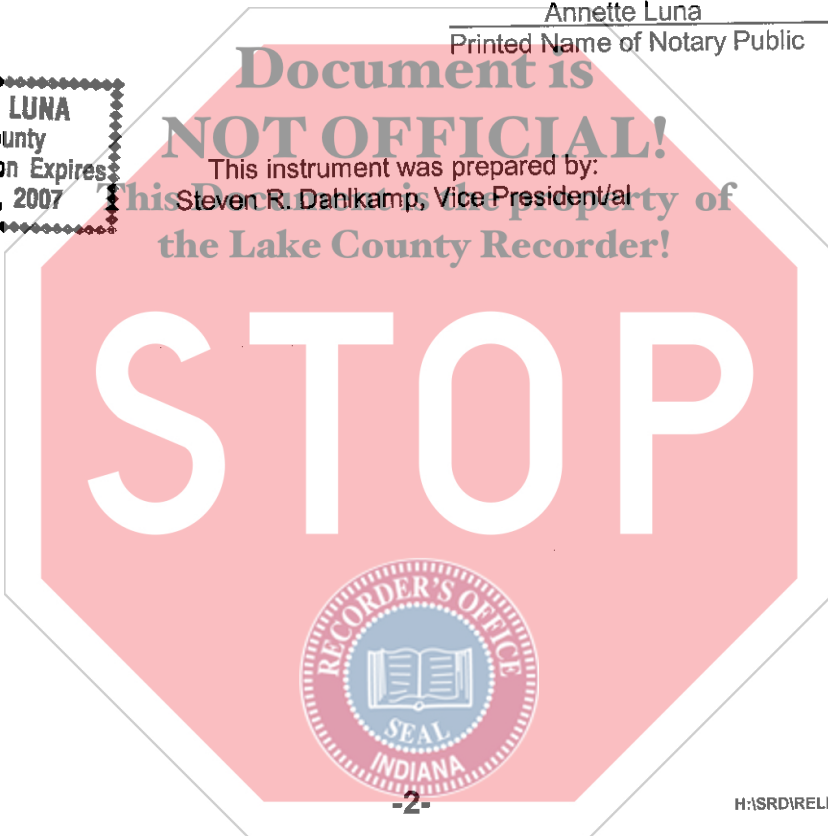 Annette Luna
Printed Name of Notary Public
Document is
LUNA
NOT OFFICIAL!
Expires
This instrument was prepared by:
, 2007
This Document is the property of
Steven R. Dahlkamp, Vice President/al
the Lake County Recorder!
STOP
RECORDER'S OFFICE
SEAL
INDIANA
-2-
H:\SRD\REL